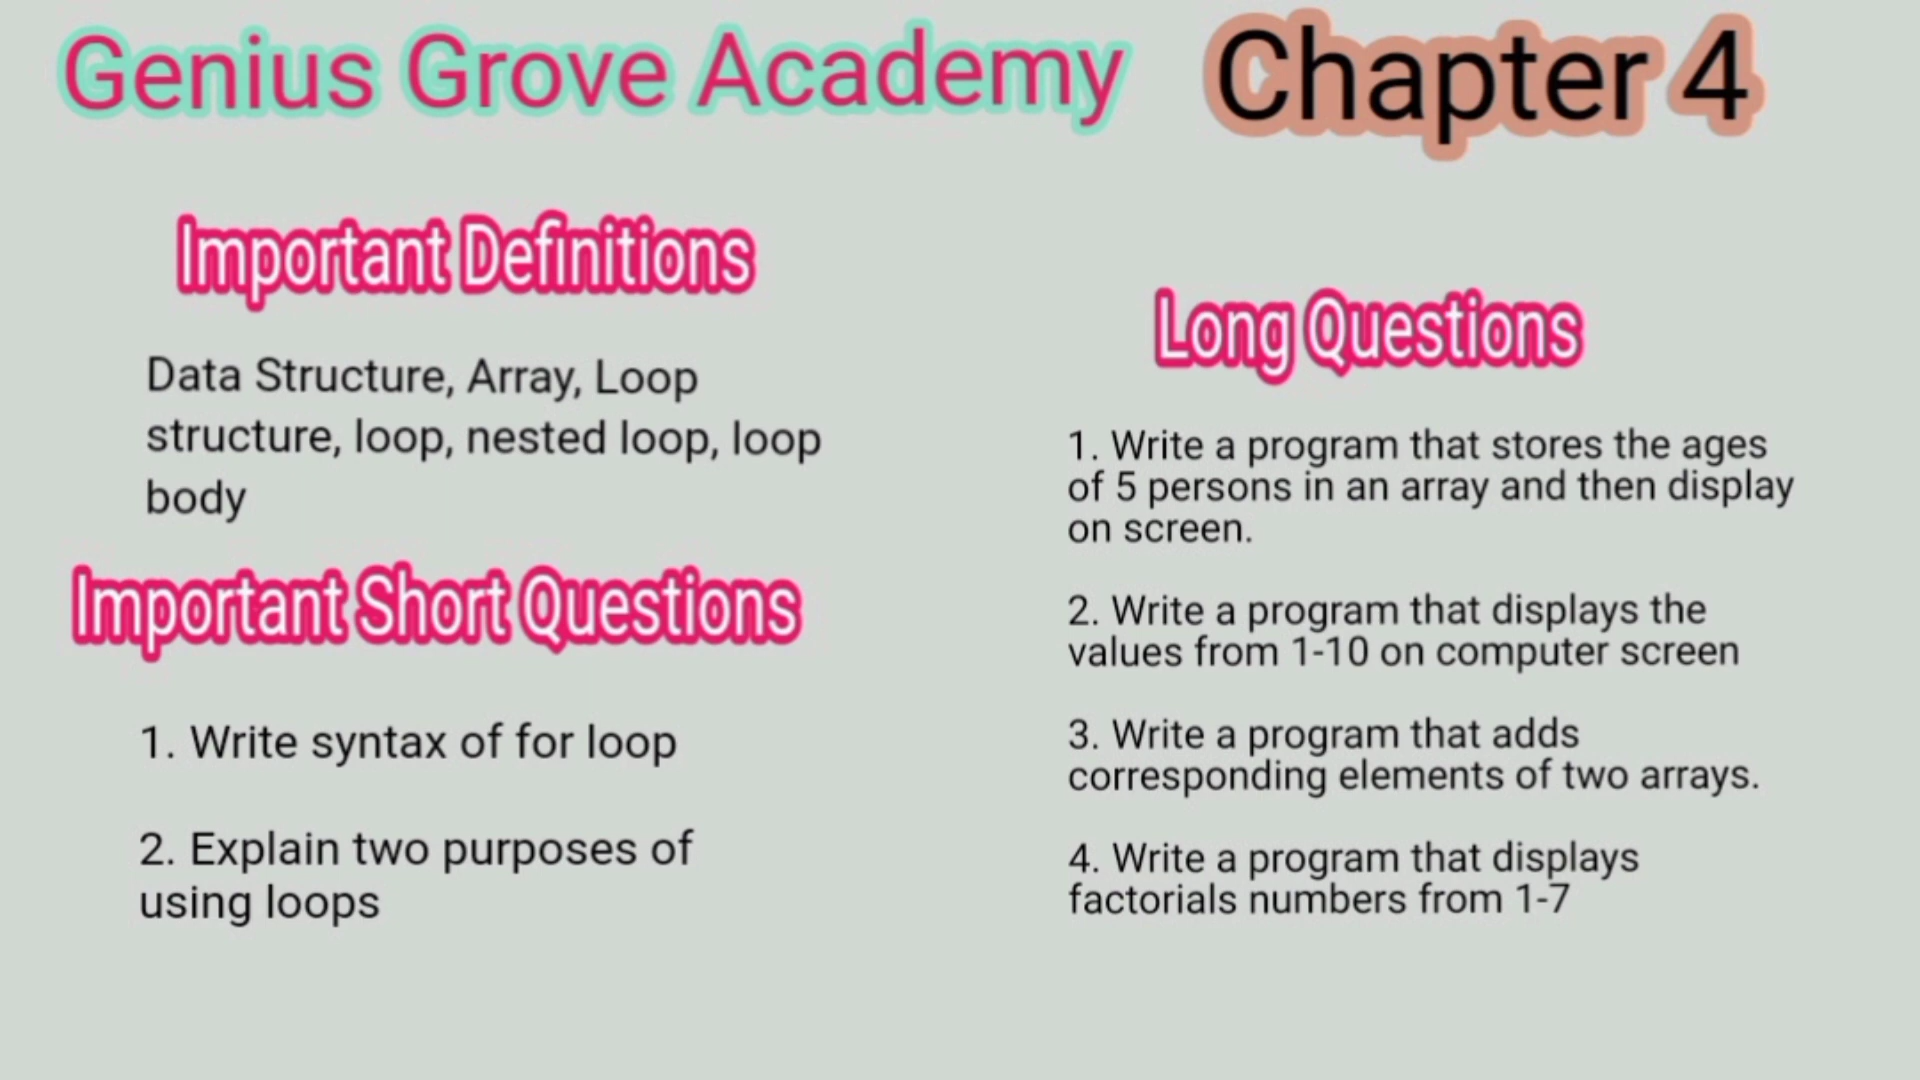 Genius Grove Academy Chapter 4
Important Definitions
Data Structure, Array, Loop
structure, loop, nested loop, loop
body
Important Short Questions
1. Write syntax of for loop
2. Explain two purposes of
using loops
Long Questions
1. Write a program that stores the ages
of 5 persons in an array and then display
on screen.
2. Write a program that displays the
values from 1-10 on computer screen
3. Write a program that adds
corresponding elements of two arrays.
4. Write a program that displays
factorials numbers from 1-7